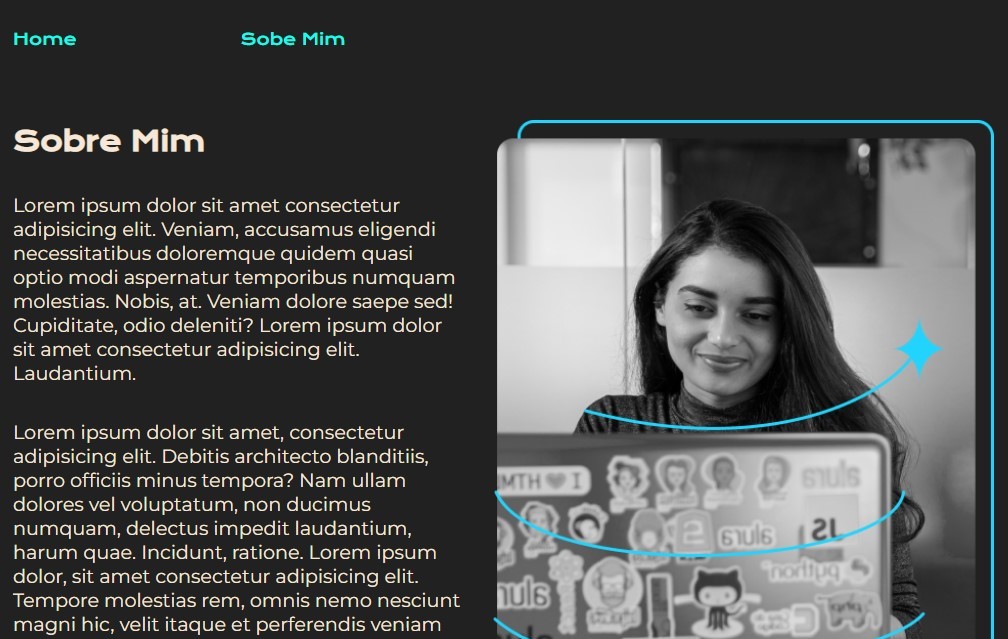 Home
Sobe Mim
Sobre Mim
Lorem ipsum dolor sit amet consectetur
adipisicing elit. Veniam, accusamus eligendi
necessitatibus doloremque quidem quasi
optio modi aspernatur temporibus numquam
molestias. Nobis, at. Veniam dolore saepe sed!
Cupiditate, odio deleniti? Lorem ipsum dolor
sit amet consectetur adipisicing elit.
Laudantium.
Lorem ipsum dolor sit amet, consectetur
adipisicing elit. Debitis architecto blanditiis,
porro officiis minus tempora? Nam ullam
dolores vel voluptatum, non ducimus
numquam, delectus impedit laudantium,
harum quae. Incidunt, ratione. Lorem ipsum
dolor, sit amet consectetur adipisicing elit.
Tempore molestias rem, omnis nemo nesciunt
magni hic, velit itaque et perferendis veniam
MTH I
alura
JS
alura
python
alura